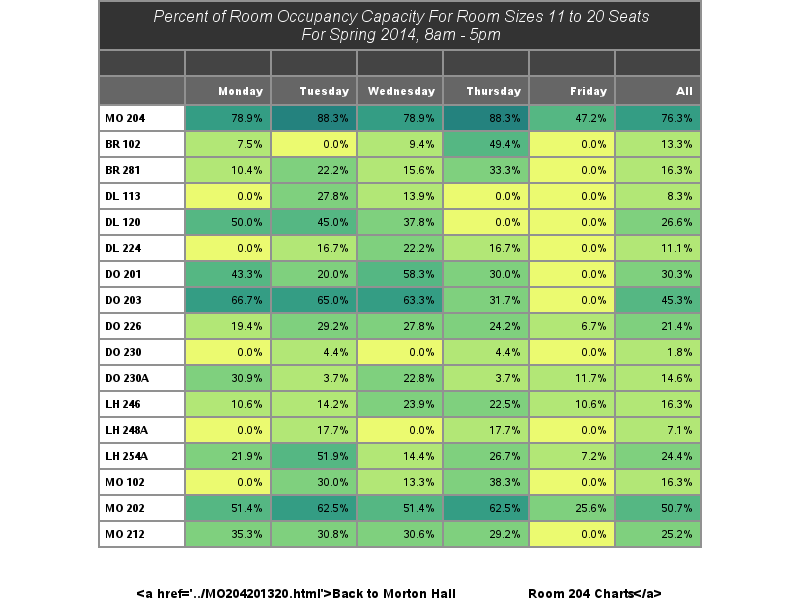 Percent of Room Occupancy Capacity For Room Sizes 11 to 20 Seats
For Spring 2014, 8am - 5pm
Monday Tuesday Wednesday Thursday Friday All
MO 204 78.9% 88.3% 78.9% 88.3% 47.2% 76.3%
BR 102 7.5% 0.0% 9.4% 49.4% 0.0% 13.3%
BR 281 10.4% 22.2% 15.6% 33.3% 0.0% 16.3%
DL 113 0.0% 27.8% 13.9% 0.0% 0.0% 8.3%
DL 120 50.0% 45.0% 37.8% 0.0% 0.0% 26.6%
DL 224 0.0% 16.7% 22.2% 16.7% 0.0% 11.1%
DO 201 43.3% 20.0% 58.3% 30.0% 0.0% 30.3%
DO 203 66.7% 65.0% 63.3% 31.7% 0.0% 45.3%
DO 226 19.4% 29.2% 27.8% 24.2% 6.7% 21.4%
DO 230 0.0% 4.4% 0.0% 4.4% 0.0% 1.8%
DO 230A 30.9% 3.7% 22.8% 3.7% 11.7% 14.6%
LH 246 10.6% 14.2% 23.9% 22.5% 10.6% 16.3%
LH 248A 0.0% 17.7% 0.0% 17.7% 0.0% 7.1%
LH 254A 21.9% 51.9% 14.4% 26.7% 7.2% 24.4%
MO 102 0.0% 30.0% 13.3% 38.3% 0.0% 16.3%
MO 202 51.4% 62.5% 51.4% 62.5% 25.6% 50.7%
MO 212 35.3% 30.8% 30.6% 29.2% 0.0% 25.2%
<a href='../MO204201320.html'>Back to Morton Hall Room 204 Charts</a>